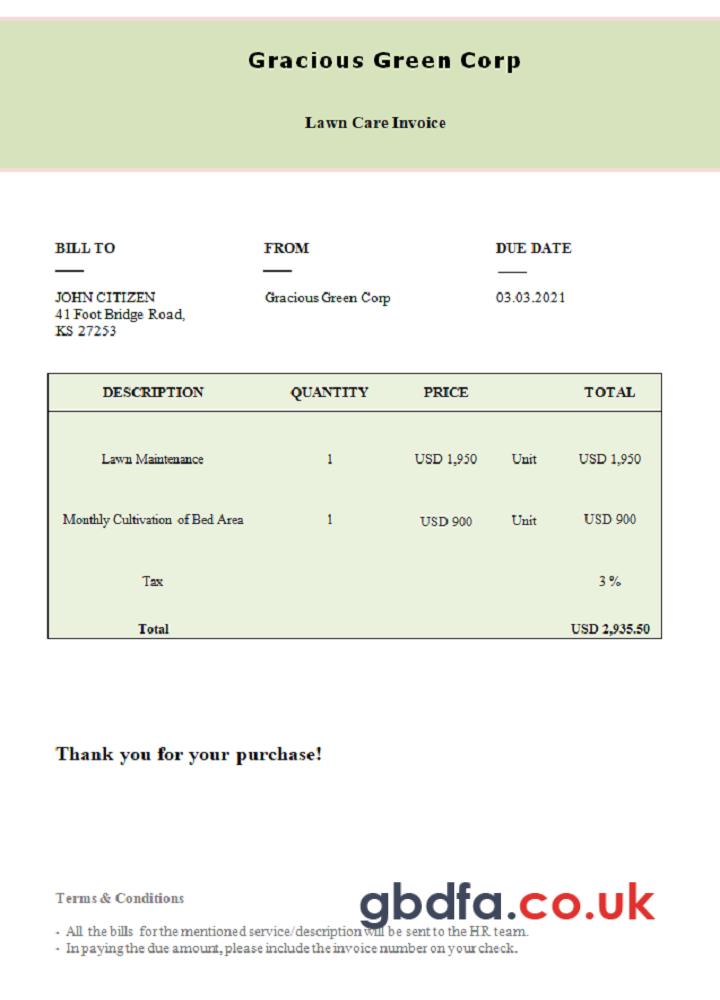 Gracious Green Corp
Lawn Care Invoice
BILL TO
FROM
DUE DATE
JOHN CITIZEN
41 Foot Bridge Road,
KS 27253
Gracious Green Corp
03.03.2021
DESCRIPTION QUANTITY PRICE TOTAL
Lawn Maintenance 1 USD 1,950 Unit USD 1,950
Monthly Cultivation of Bed Area 1 USD 900 Unit USD 900
Tax 3 %
Total USD 2,935.50
Thank you for your purchase!
Terms & Conditions
gbdfa.co.uk
- All the bills for the mentioned service/description will be sent to the HR team.
- In paying the due amount, please include the invoice number on your check.